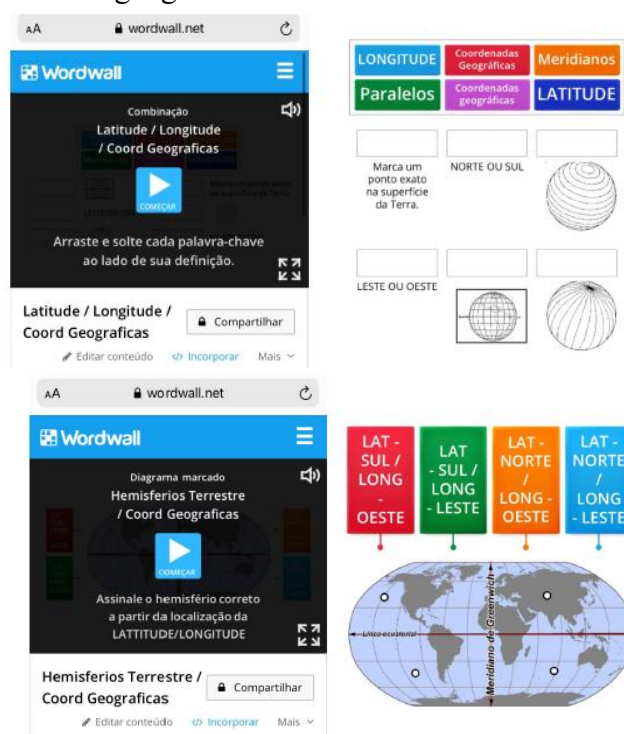 AA wordwall.net
Wordwall
Combinação
Latitude / Longitude
/ Coord Geograficas
COMEÇAR
Arraste e solte cada palavra-chave
ao lado de sua definição.
Latitude / Longitude /
Coord Geograficas
Compartilhar
Editar conteúdo </> Incorporar Mais
LONGITUDE
Coordenadas
Geográficas
Meridianos
Paralelos
Coordenadas
geográficas
LATITUDE
Marca um
ponto exato
na superfície
da Terra.
NORTE OU SUL
LESTE OU OESTE
AA wordwall.net
Wordwall
Diagrama marcado
Hemisferios Terrestre
/ Coord Geograficas
COMEÇAR
Assinale o hemisfério correto
a partir da localização da
LATTITUDE/LONGITUDE
Hemisferios Terrestre /
Coord Geograficas
Compartilhar
Editar conteúdo </> Incorporar Mais
LAT -
SUL /
LONG
-
OESTE
LAT
- SUL /
LONG
- LESTE
LAT -
NORTE
/
LONG -
OESTE
LAT -
NORTE
/
LONG
- LESTE
Linha equatorial
Meridiano de Greenwich